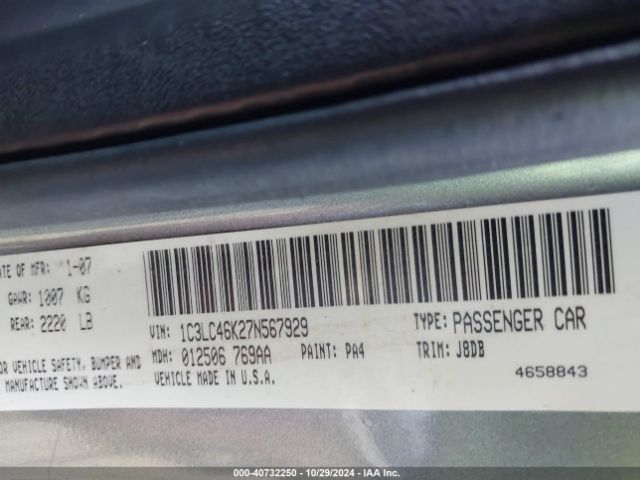 ATE OF MFR: 1-07
GAWR: 1007 KG
REAR: 2220 LB
OR VEHICLE SAFETY, BUMPER AND
MANUFACTURE SHOWN ABOVE.
VIN: 1C3LC46K27N567929
MDH: 012506 769AA PAINT: PA4
VEHICLE MADE IN U.S.A.
TYPE: PASSENGER CAR
TRIM: J8DB
4658843
000-40732250 - 10/29/2024 - IAA Inc.